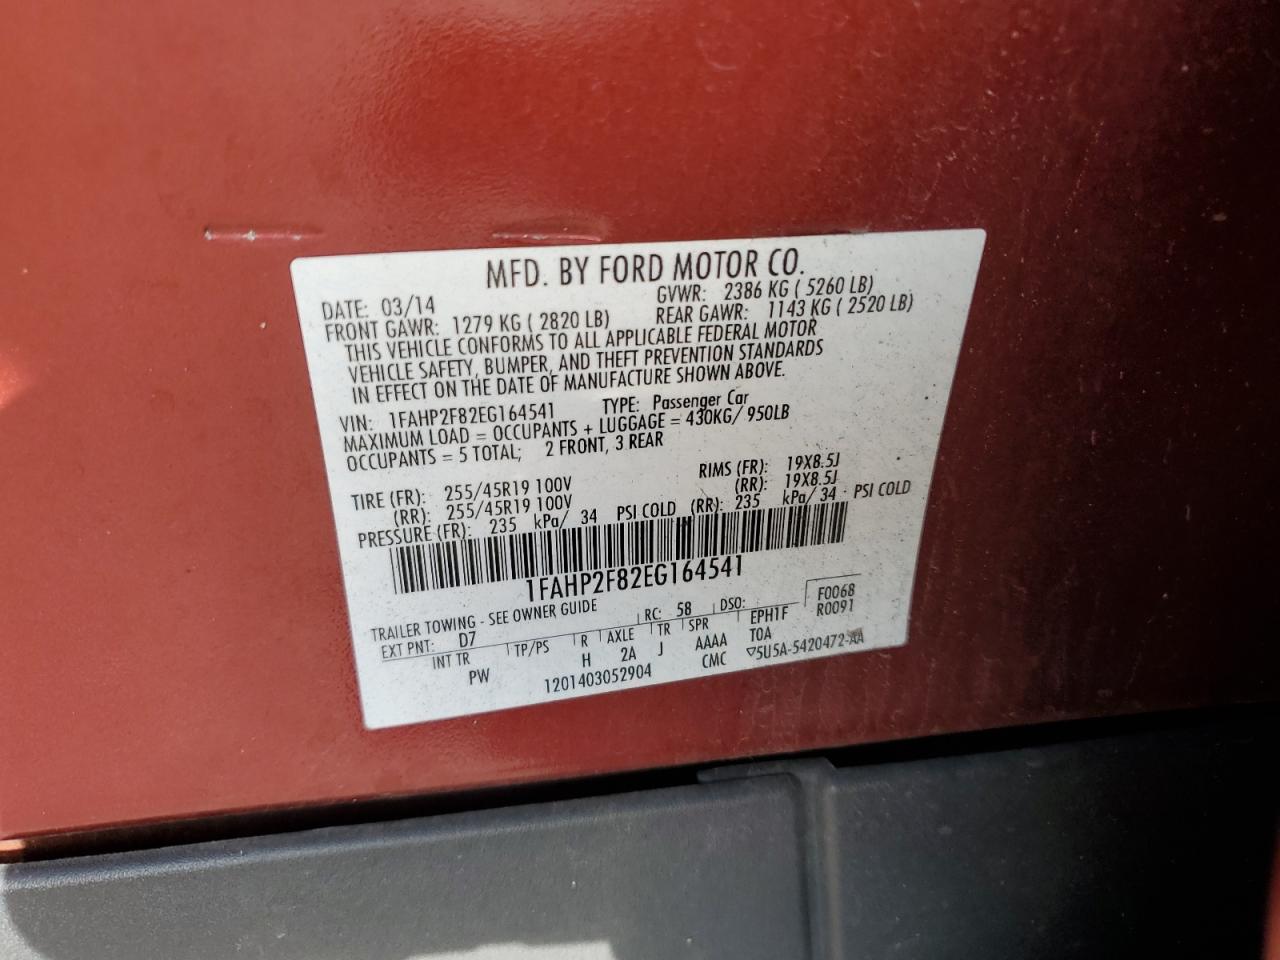 MFD. BY FORD MOTOR CO.
DATE: 03/14 GVWR: 2386 KG ( 5260 LB)
FRONT GAWR: 1279 KG ( 2820 LB) REAR GAWR: 1143 KG ( 2520 LB)
THIS VEHICLE CONFORMS TO ALL APPLICABLE FEDERAL MOTOR
VEHICLE SAFETY, BUMPER, AND THEFT PREVENTION STANDARDS
IN EFFECT ON THE DATE OF MANUFACTURE SHOWN ABOVE.
VIN: 1FAHP2F82EG164541 TYPE: Passenger Car
MAXIMUM LOAD = OCCUPANTS + LUGGAGE = 430KG/ 950LB
OCCUPANTS = 5 TOTAL; 2 FRONT, 3 REAR
TIRE (FR): 255/45R19 100V RIMS (FR): 19X8.5J
(RR): 255/45R19 100V (RR): 19X8.5J
PRESSURE (FR): 235 kPa/ 34 PSI COLD (RR): 235 kPa/ 34 PSI COLD
1FAHP2F82EG164541
TRAILER TOWING - SEE OWNER GUIDE
F0068
EXT PNT: D7 RC: 58 DSO: R0091
INT TR TP/PS R AXLE TR SPR EPH1F
PW H 2A J AAAA TOA
1201403052904 CMC ▽5U5A-5420472-AA